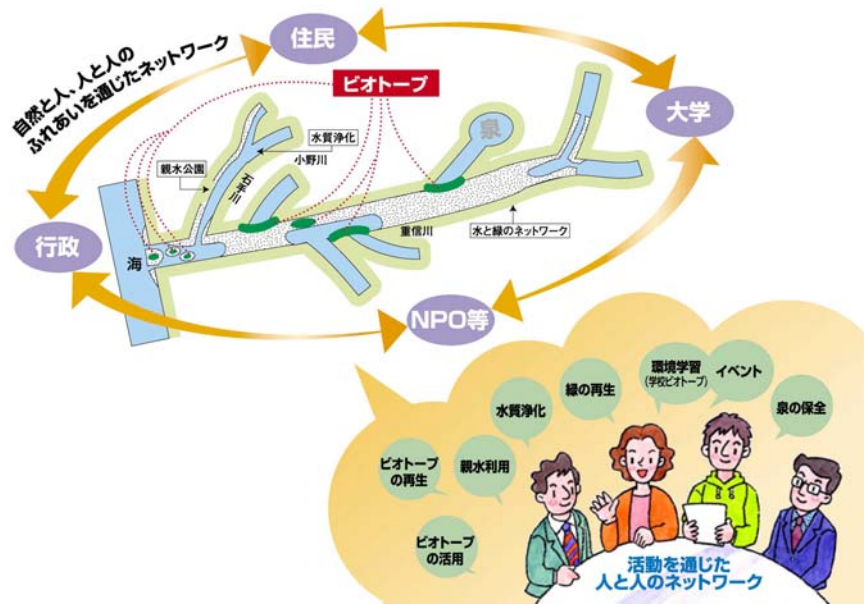 住民
自然と人、人と人の
ふれあいを通じたネットワーク
ビオトープ
大学
泉
水質浄化
小野川
親水公園
石手川
行政
海
重信川
水と緑のネットワーク
NPO等
環境学習
(学校ビオトープ)
イベント
緑の再生
水質浄化
泉の保全
ビオトープ
の再生
親水利用
ビオトープ
の活用
活動を通じた
人と人のネットワーク